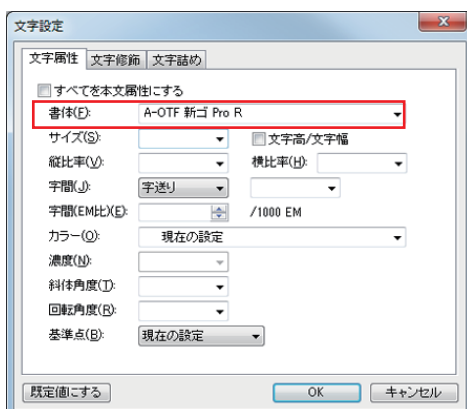 文字設定
文字属性 文字修飾 文字詰め
すべてを本文属性にする
書体(F): A-OTF 新ゴ Pro R
サイズ(S): 文字高/文字幅
縦比率(V): 横比率(H):
字間(J): 字送り
字間(EM比)(E): /1000 EM
カラー(O): 現在の設定
濃度(N):
斜体角度(T):
回転角度(R):
基準点(B): 現在の設定
既定値にする OK キャンセル